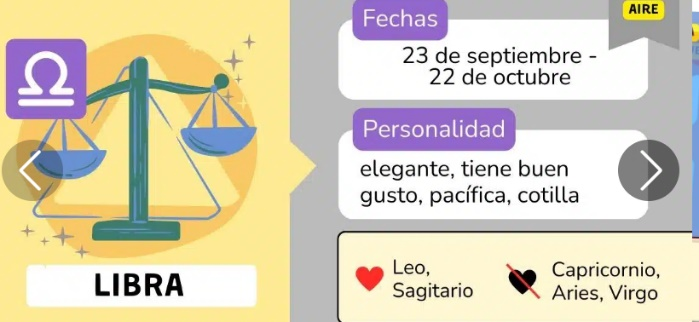 LIBRA
AIRE
Fechas
23 de septiembre -
22 de octubre
Personalidad
elegante, tiene buen
gusto, pacífica, cotilla
Leo,
Sagitario
Capricornio,
Aries, Virgo